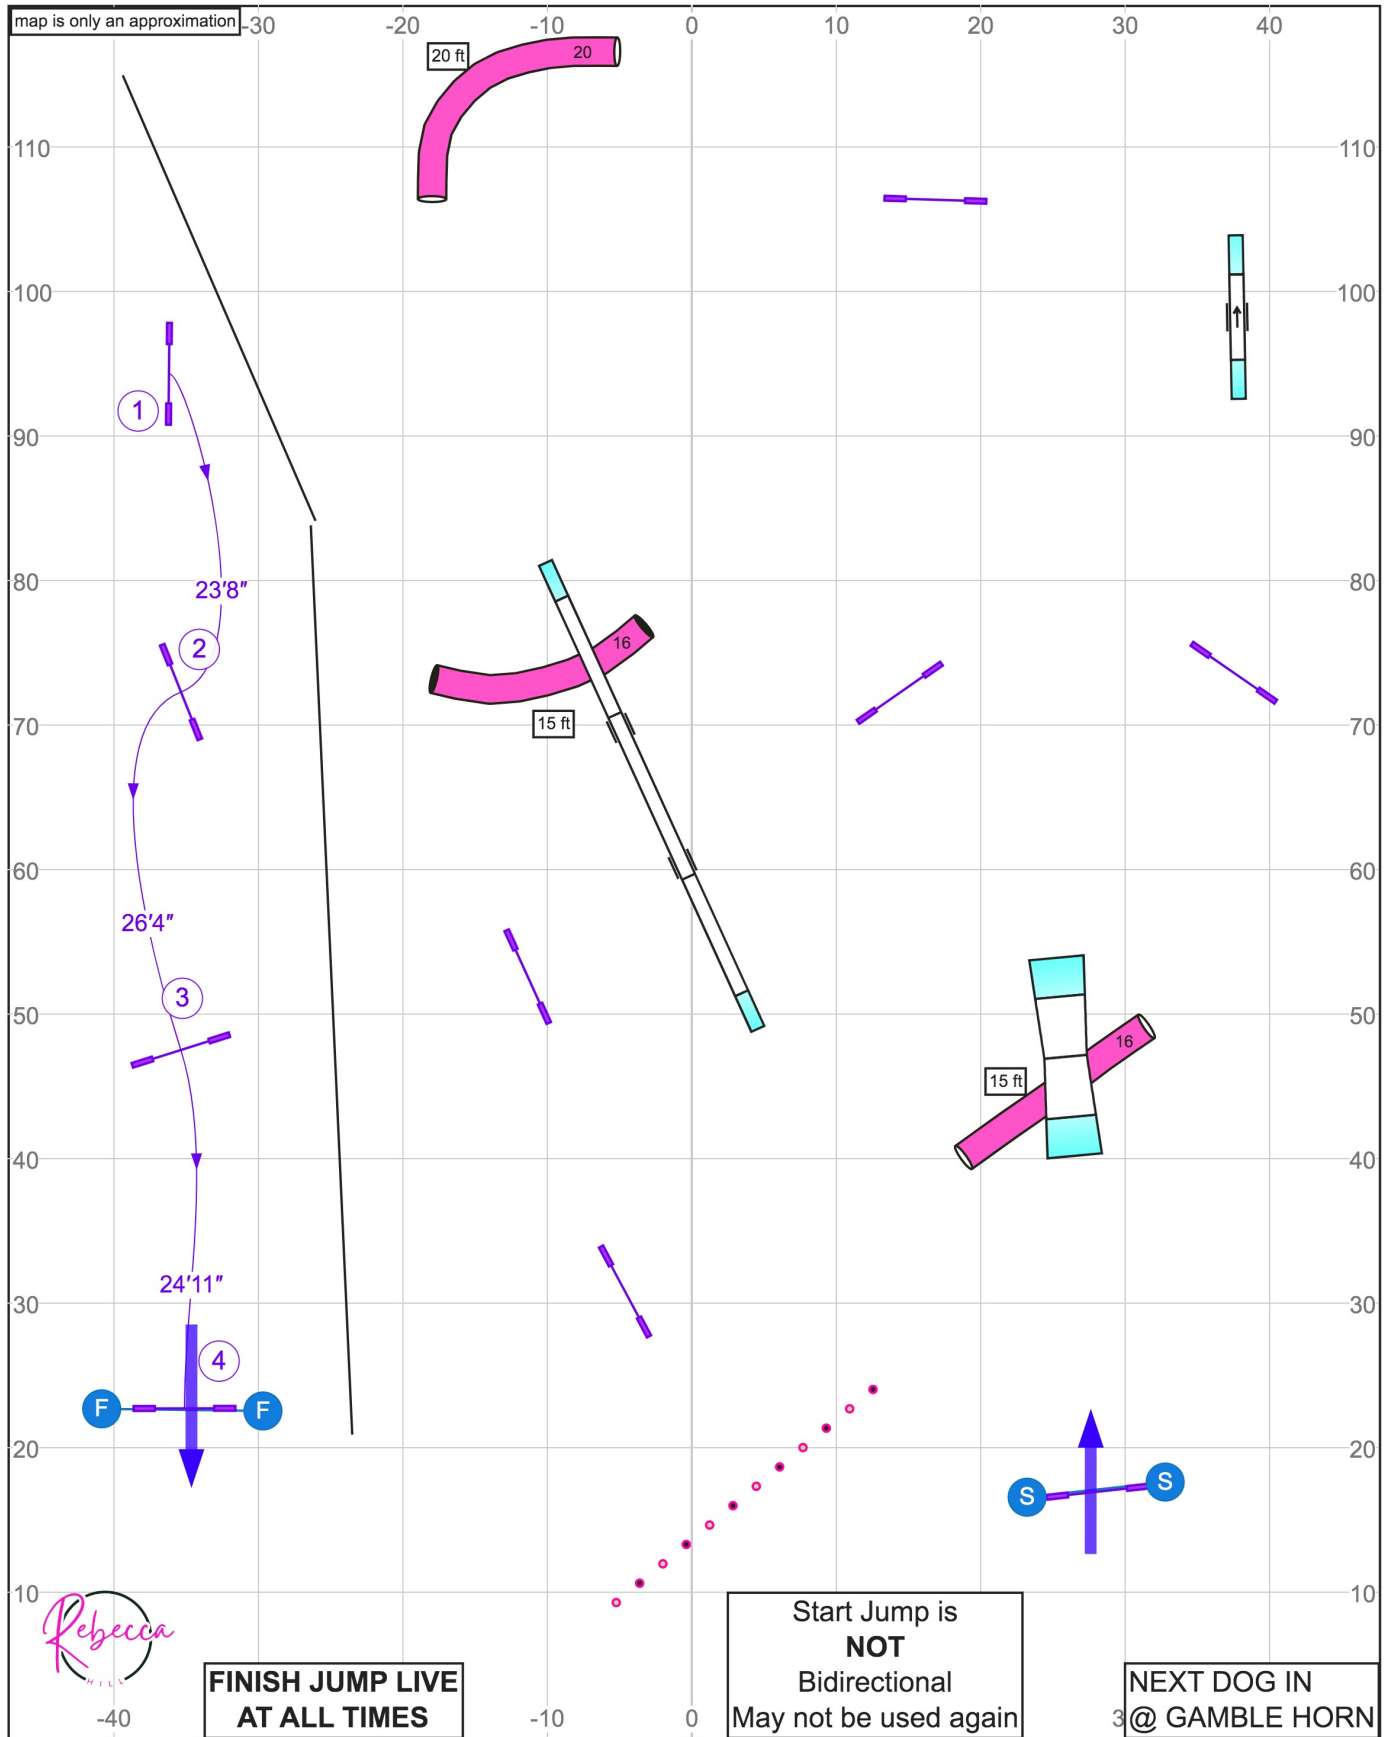 map is only an approximation
-30
-20
-10
0
10
20
30
40
20 ft
20
110
110
100
100
1
90
90
23'8"
80
80
2
16
15 ft
70
70
60
60
26'4"
3
50
50
16
15 ft
40
40
24'11"
30
30
4
F
F
20
20
S
S
10
10
Rebecca
HILL
Start Jump is
NOT
Bidirectional
May not be used again
FINISH JUMP LIVE
AT ALL TIMES
NEXT DOG IN
@ GAMBLE HORN
-40
-10
0
3